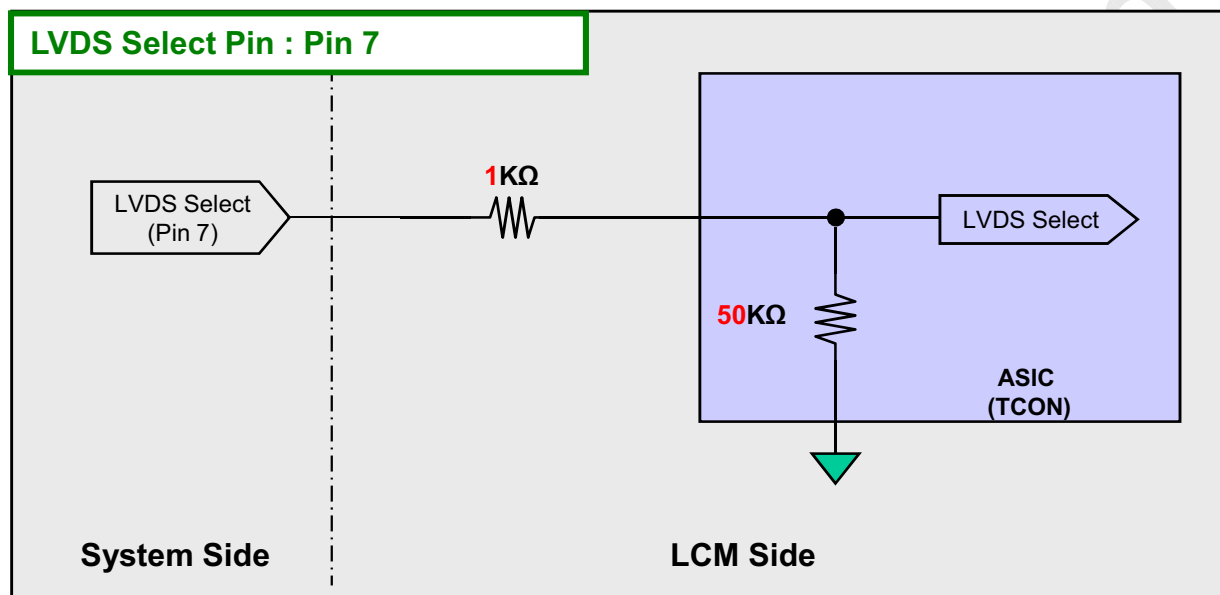 LVDS Select Pin : Pin 7
1KΩ
LVDS Select
(Pin 7)
LVDS Select
50KΩ
ASIC
(TCON)
System Side
LCM Side